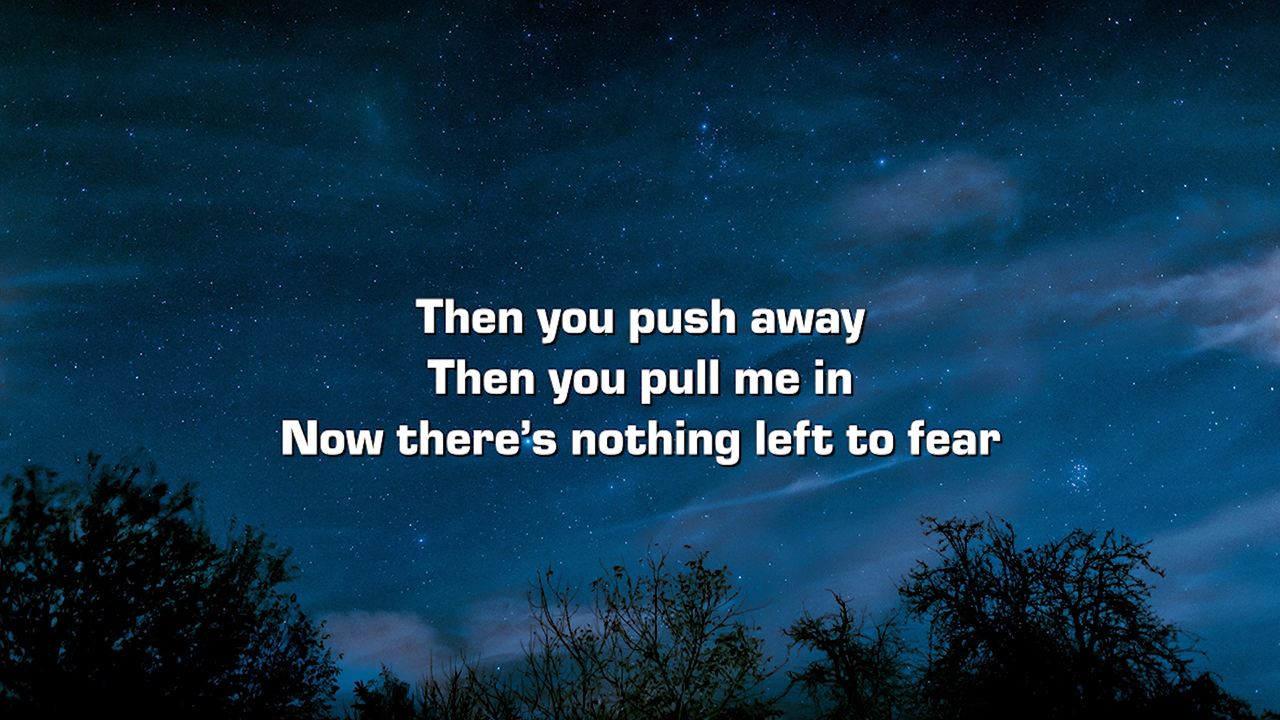 Then you push away
Then you pull me in
Now there's nothing left to fear